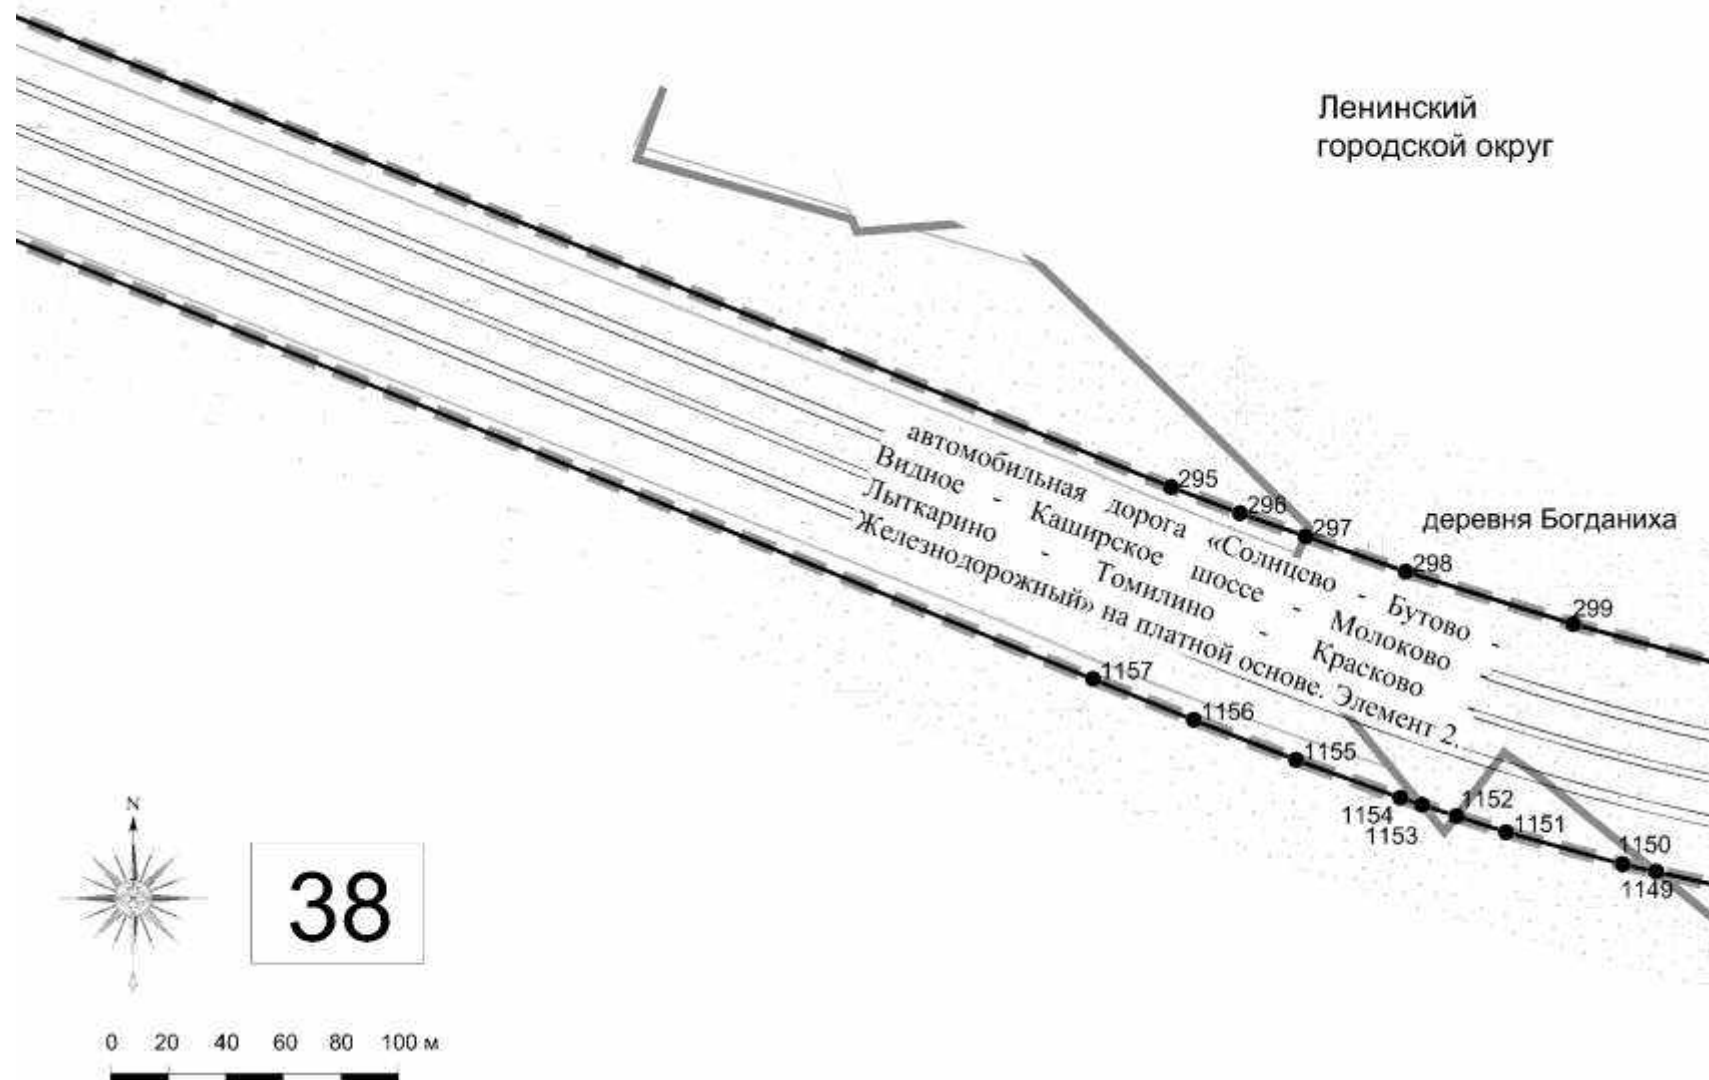 Ленинский
городской округ
автомобильная дорога «Солнцево - Бутово -
Видное - Каширское шоссе - Молоково
Лыткарино - Томилино - Красково
Железнодорожный» на платной основе. Элемент 2.
295
296
297
298
299
деревня Богданиха
1157
1156
1155
1154
1153
1152
1151
1150
1149
N
38
0 20 40 60 80 100 м